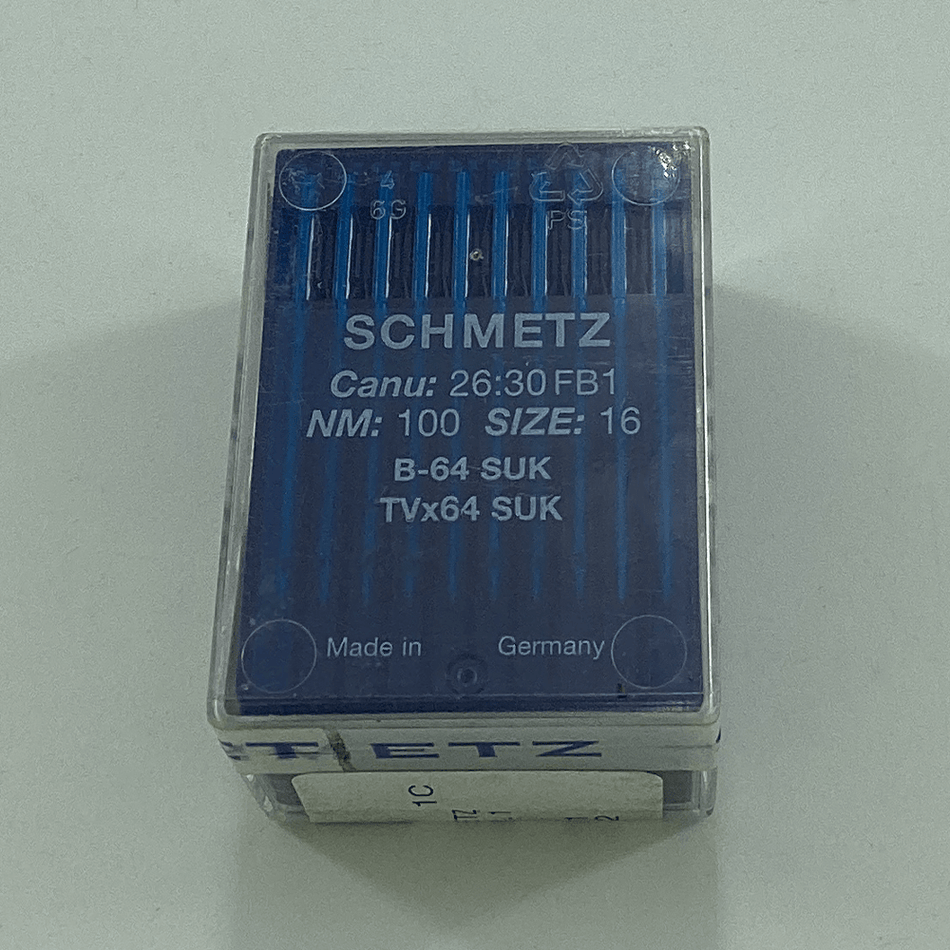 4
6G
PS
SCHMETZ
Canu: 26:30 FB1
NM: 100 SIZE: 16
B-64 SUK
TVx64 SUK
Made in Germany
ETZ
1C